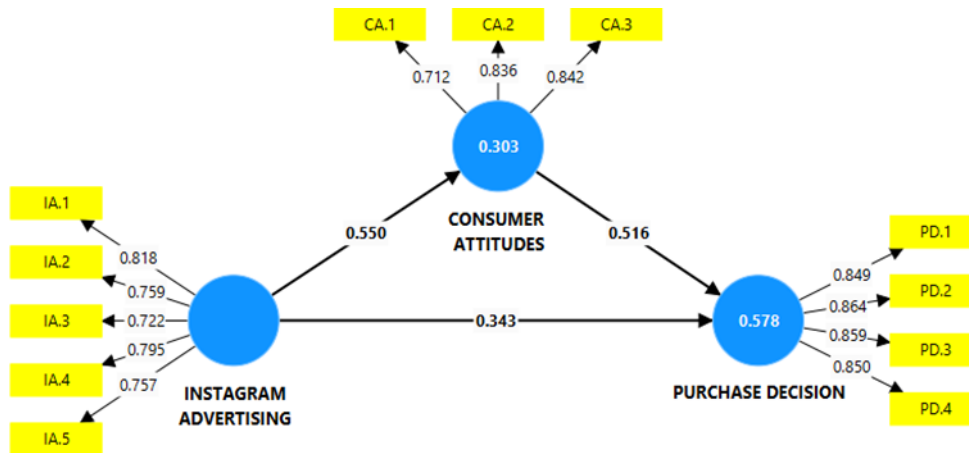 CA.1
CA.2
CA.3
0.712
0.836
0.842
0.303
CONSUMER
ATTITUDES
0.550
0.516
0.343
IA.1
IA.2
IA.3
IA.4
IA.5
0.818
0.759
0.722
0.795
0.757
INSTAGRAM
ADVERTISING
0.578
PURCHASE DECISION
0.849
0.864
0.859
0.850
PD.1
PD.2
PD.3
PD.4